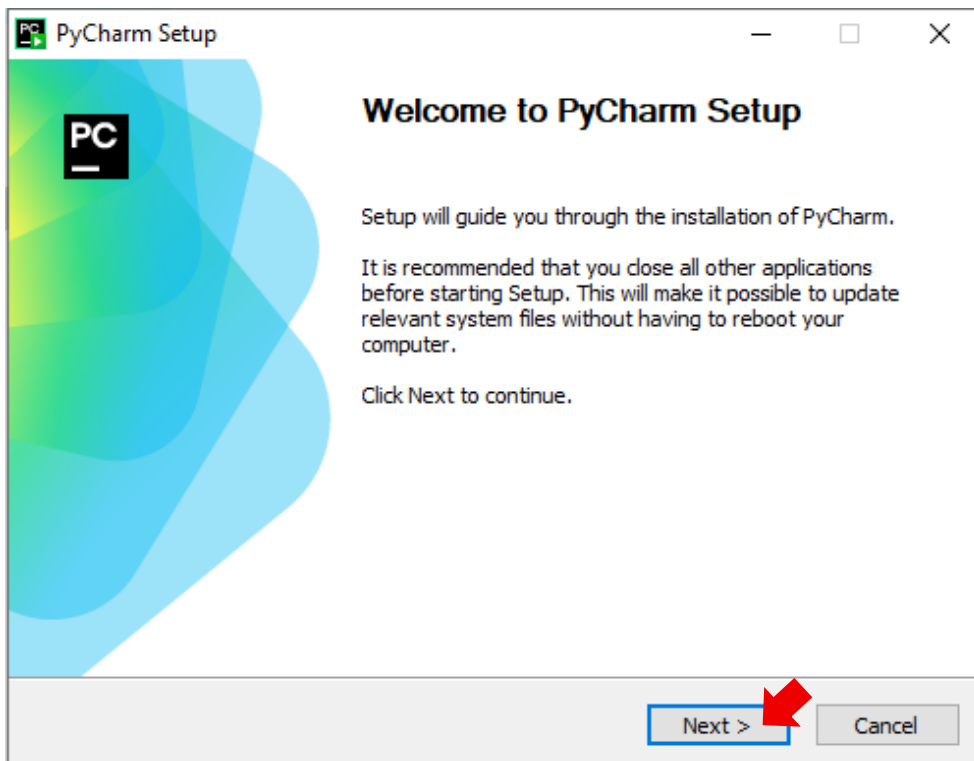 PC
PyCharm Setup
PC
Welcome to PyCharm Setup
Setup will guide you through the installation of PyCharm.
It is recommended that you close all other applications
before starting Setup. This will make it possible to update
relevant system files without having to reboot your
computer.
Click Next to continue.
Next >
Cancel